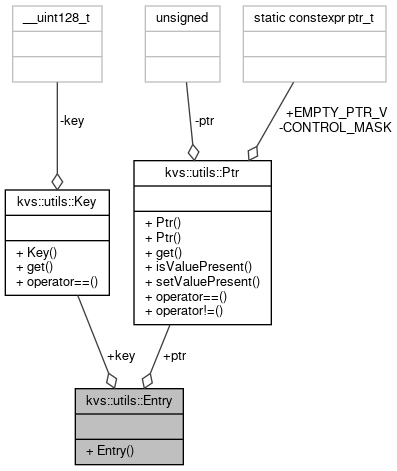 __uint128_t
unsigned
static constexpr ptr_t
-key
-ptr
+EMPTY_PTR_V
-CONTROL_MASK
kvs::utils::Key
+ Key()
+ get()
+ operator==()
kvs::utils::Ptr
+ Ptr()
+ Ptr()
+ get()
+ isValuePresent()
+ setValuePresent()
+ operator==()
+ operator!=()
+key
+ptr
kvs::utils::Entry
+ Entry()